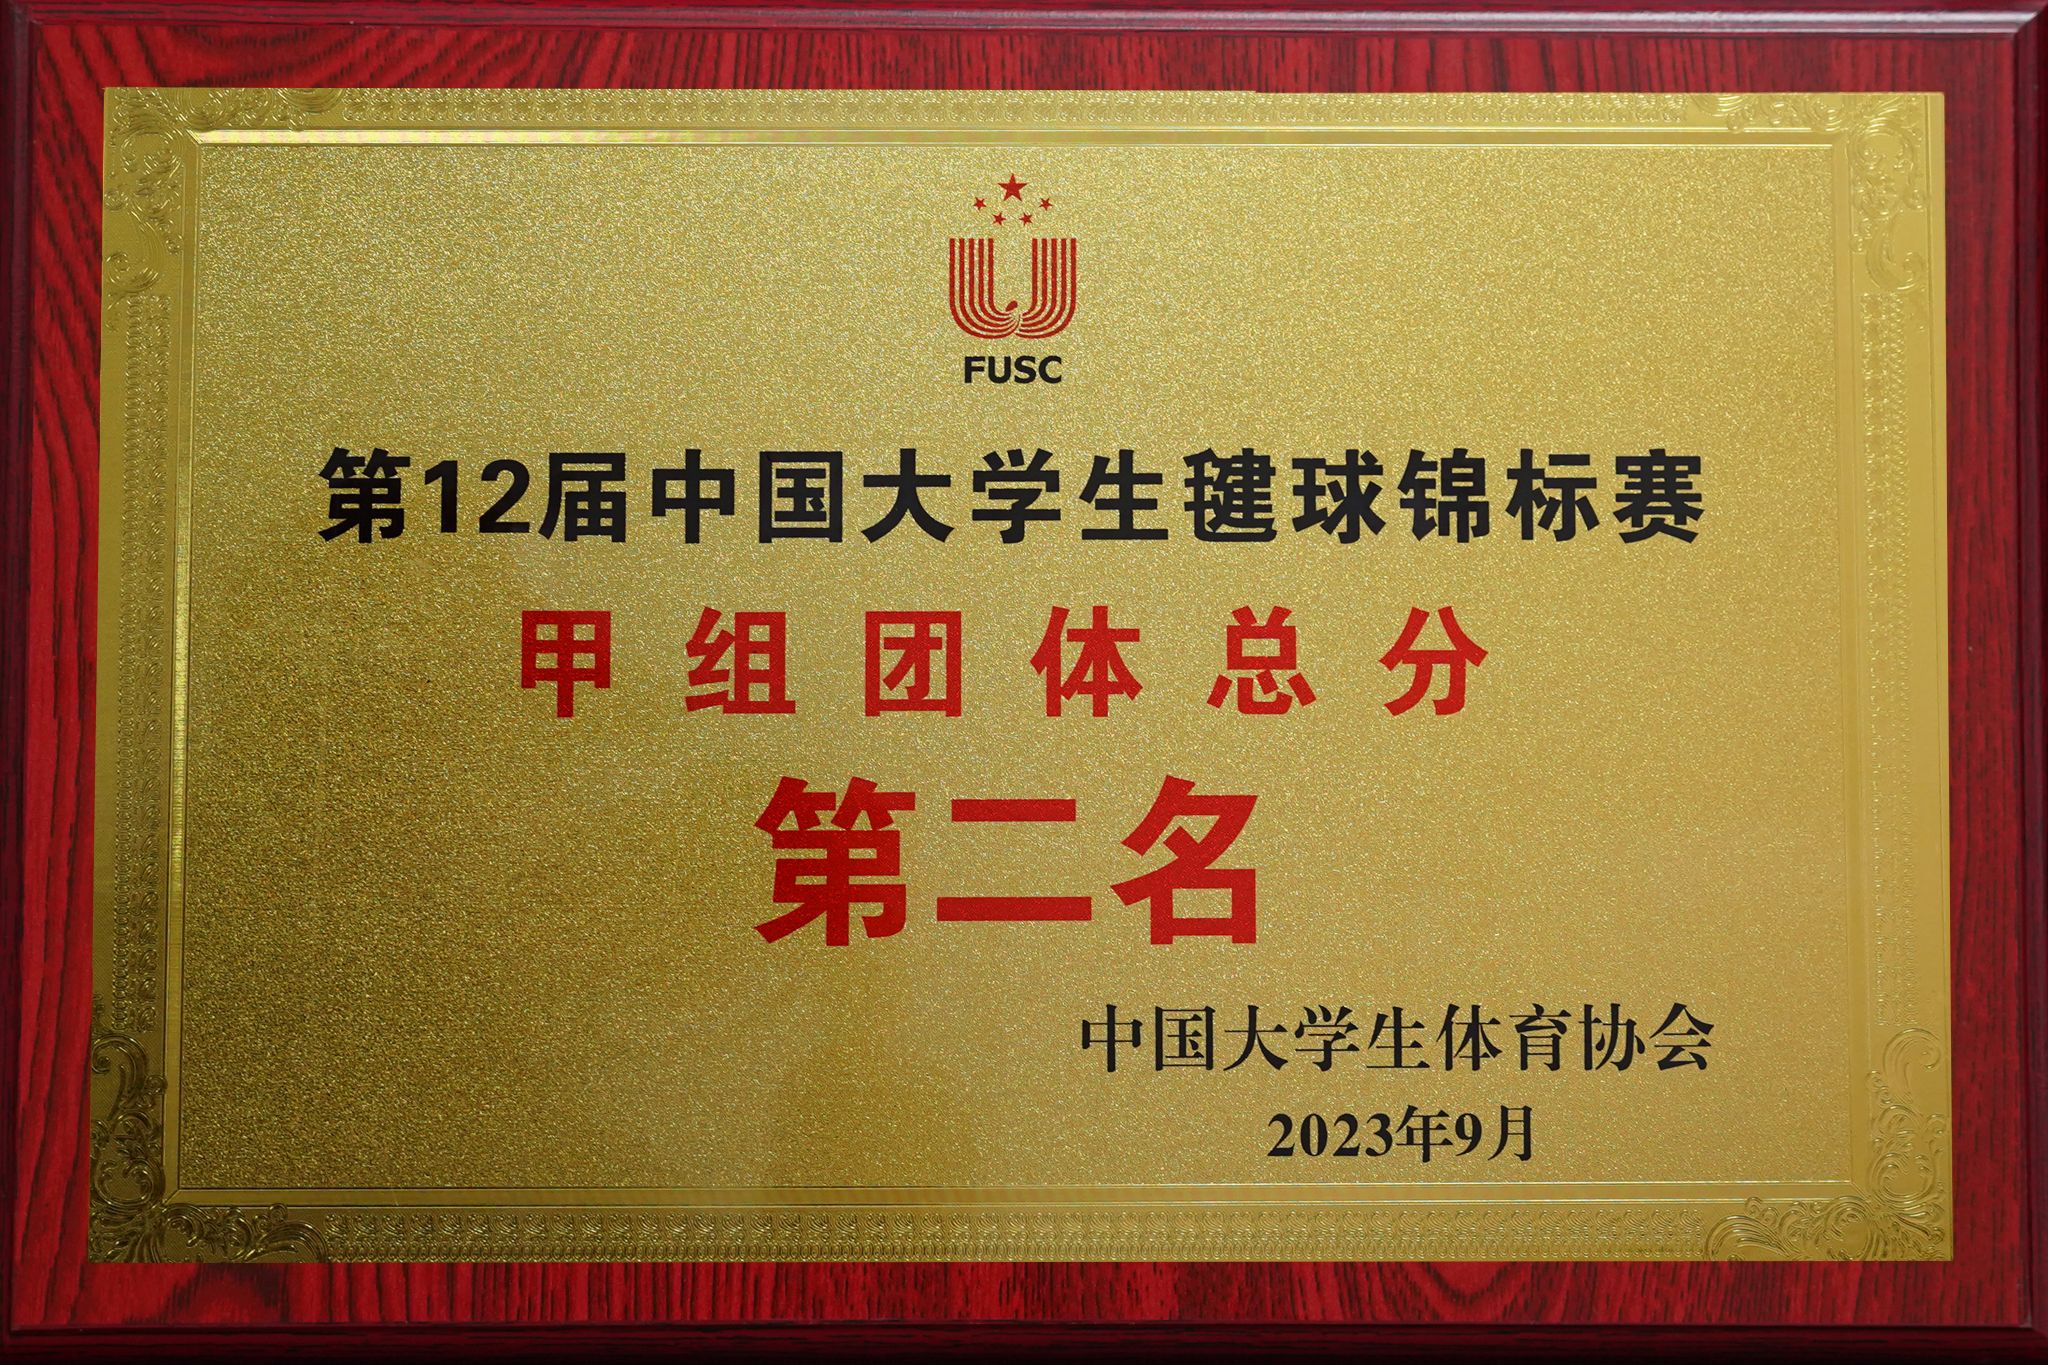 FUSC
第12届中国大学生毽球锦标赛
甲组团体总分
第二名
中国大学生体育协会
2023年9月